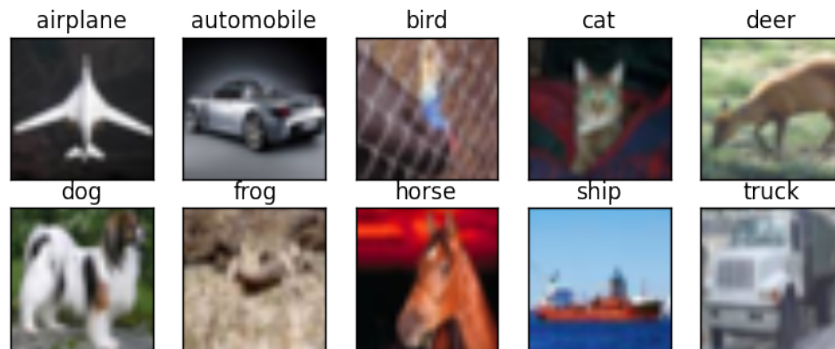 airplane automobile bird cat deer
dog frog horse ship truck